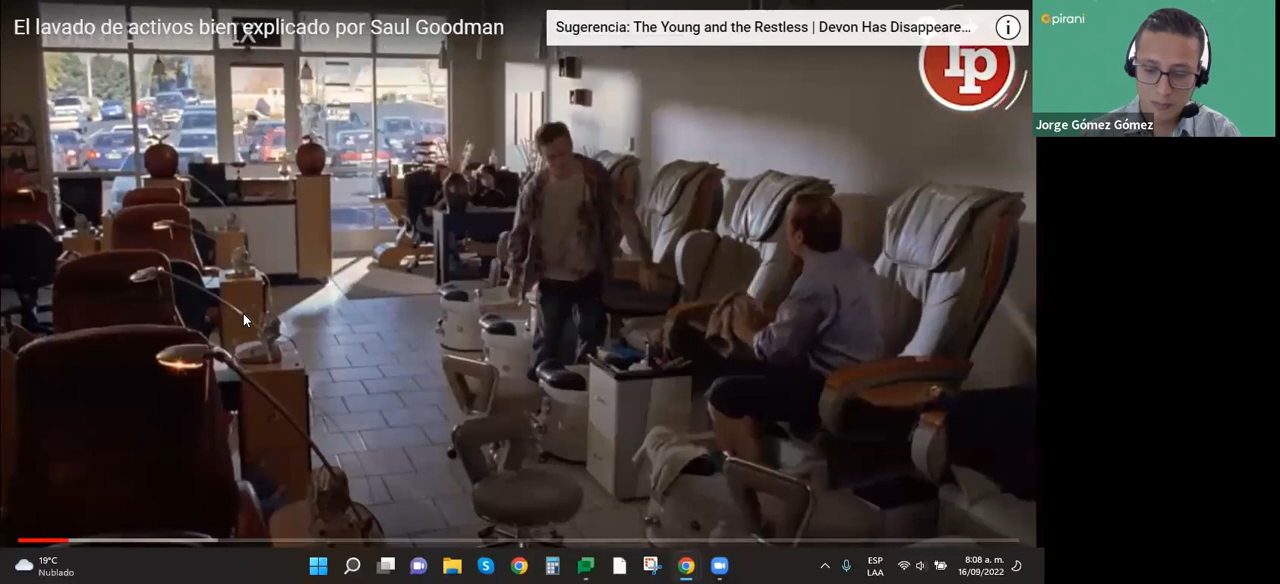 El lavado de activos bien explicado por Saul Goodman
Sugerencia: The Young and the Restless | Devon Has Disappeare...
lp
pirani
Jorge Gómez Gómez
19°C
Nublado
ESP
LAA
8:08 a. m.
16/09/2022